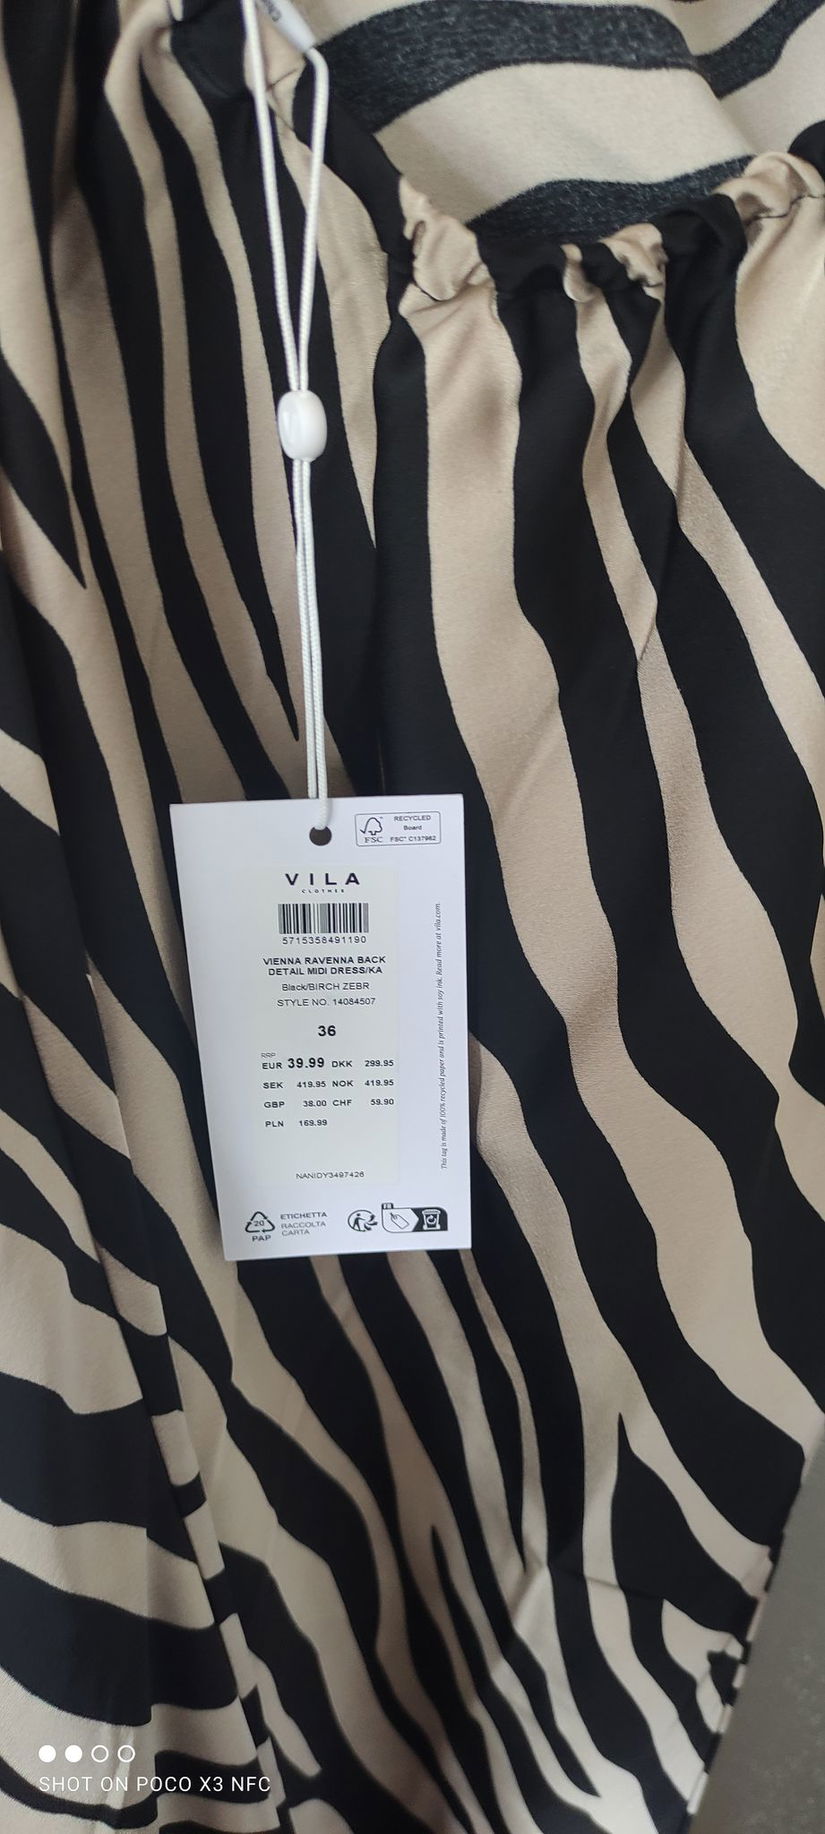 RECYCLED
Board
FSC
FSC® C137962
VILA
CLOTHES
5715358491190
VIENNA RAVENNA BACK
DETAIL MIDI DRESS/KA
Black/BIRCH ZEBR
STYLE NO. 14084507
36
RRP
EUR 39.99 DKK 299.95
SEK 419.95 NOK 419.95
GBP 38.00 CHF 59.90
PLN 169.99
NANIDY3497426
This tag is made of 100% recycled paper and is printed with soy ink. Read more at vila.com.
20
PAP
ETICHETTA
RACCOLTA
CARTA
FR
SHOT ON POCO X3 NFC